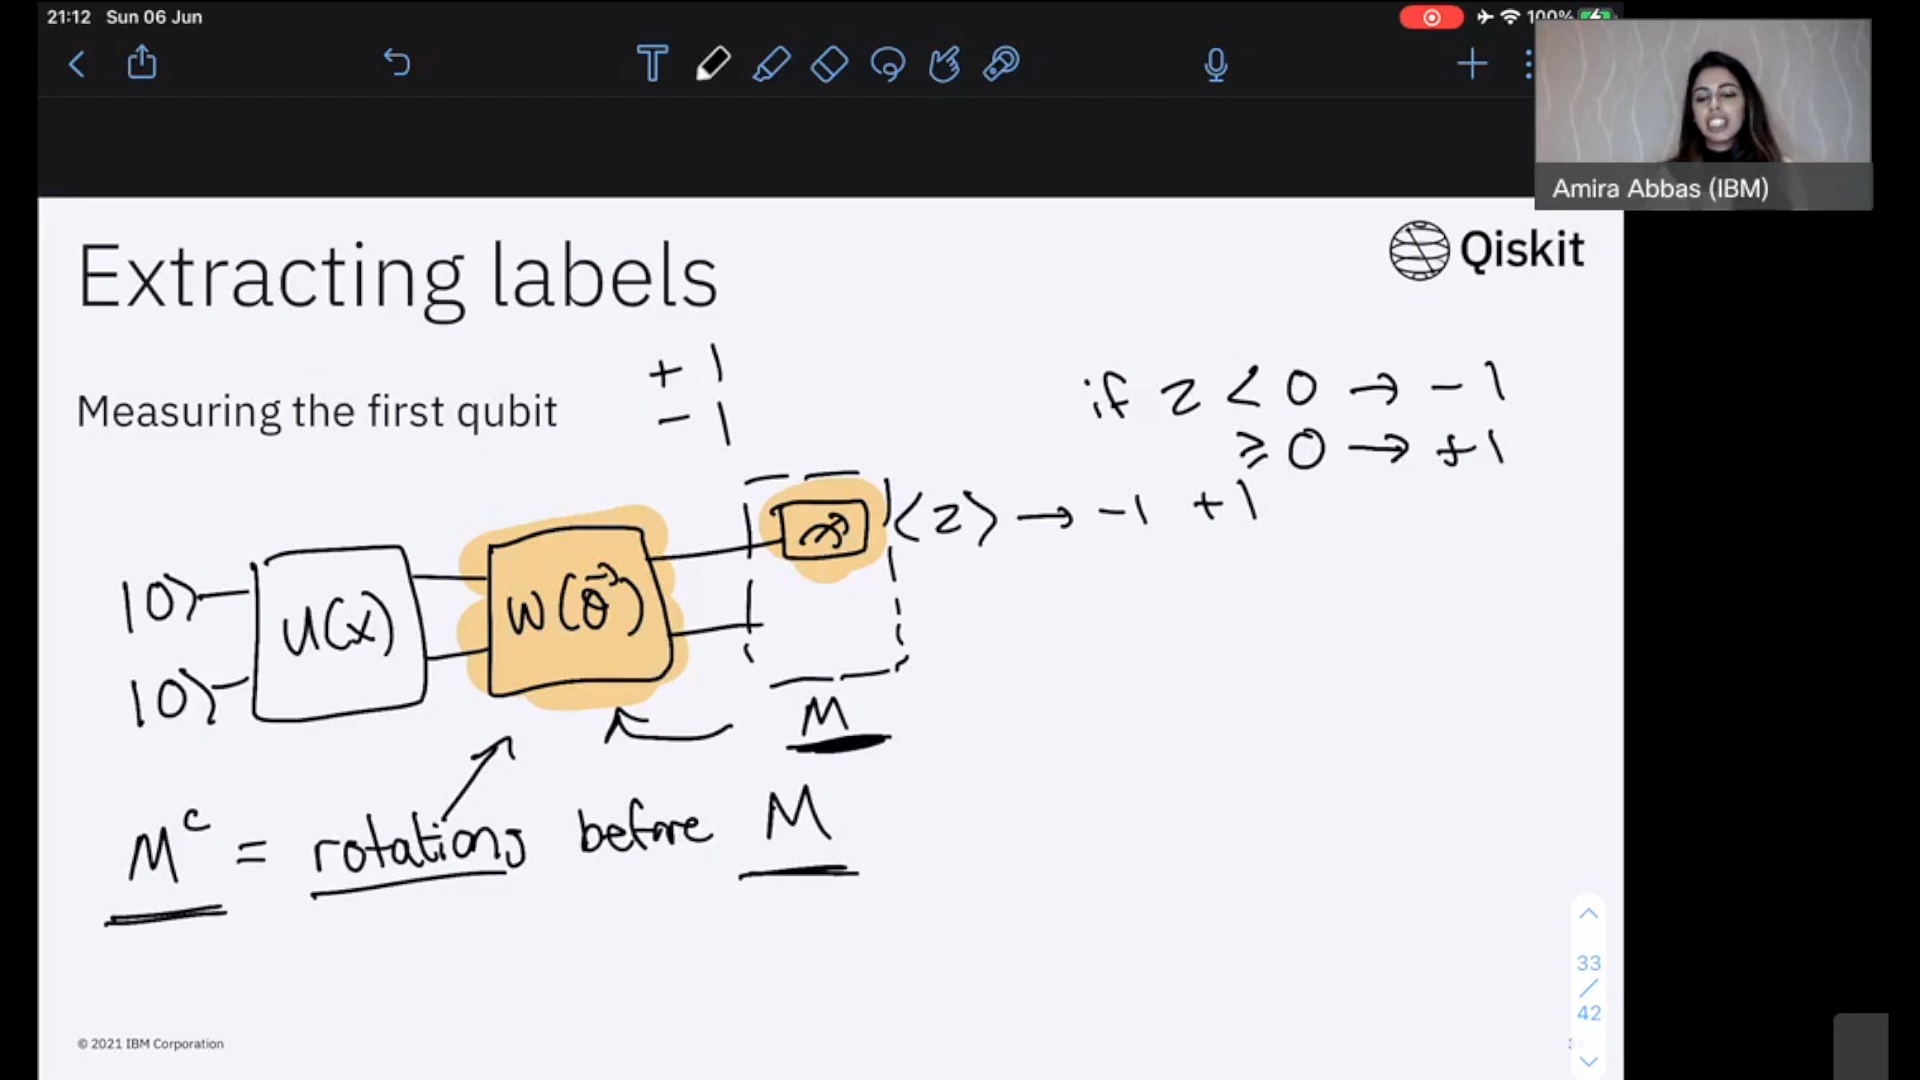 21:12 Sun 06 Jun
100%
Amira Abbas (IBM)
Qiskit
Extracting labels
Measuring the first qubit
+ 1
- 1
if z < 0 → - 1
≥ 0 → + 1
⟨z⟩ → -1 +1
|0⟩
|0⟩
U(x)
W(θ⃗)
M
Mᶜ = rotations before M
33
/
42
© 2021 IBM Corporation